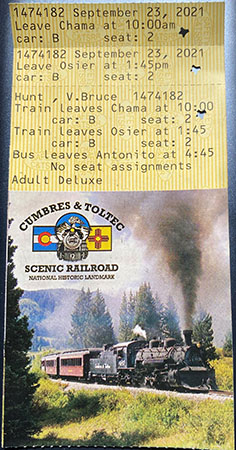 1474182 September 23, 2021
Leave Chama at 10:00am
car: B seat: 2
1474182 September 23, 2021
Leave Osier at 1:45pm
car: B seat: 2
Hunt, V.Bruce 1474182
Train leaves Chama at 10:00
car: B seat: 2
Train leaves Osier at 1:45
car: B seat: 2
Bus leaves Antonito at 4:45
No seat assignments
Adult Deluxe
CUMBRES & TOLTEC
SCENIC RAILROAD
NATIONAL HISTORIC LANDMARK